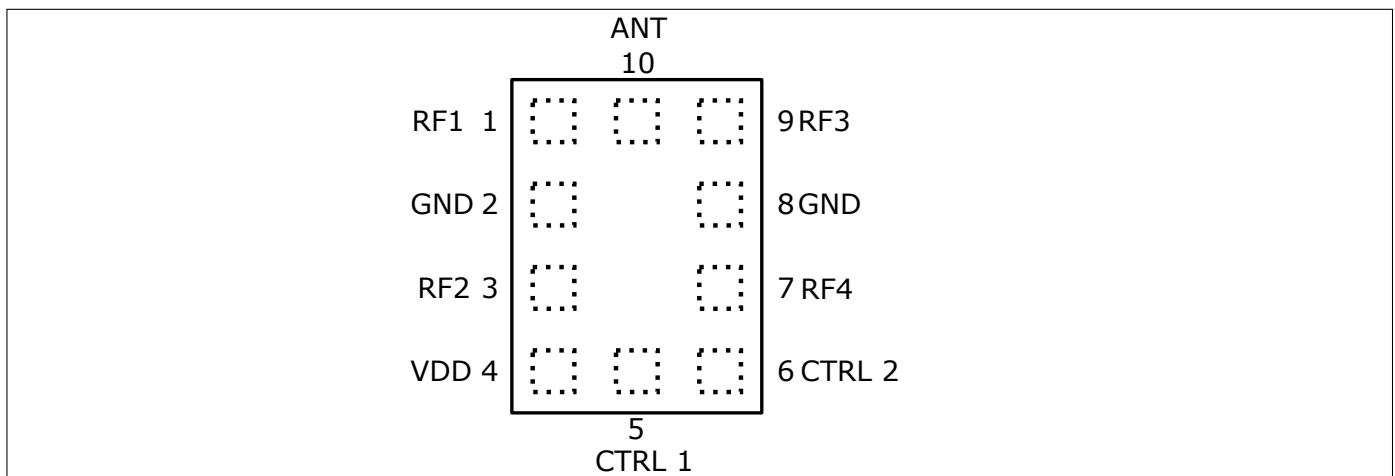 ANT
10
RF1 1
9 RF3
GND 2
8 GND
RF2 3
7 RF4
VDD 4
6 CTRL 2
5
CTRL 1